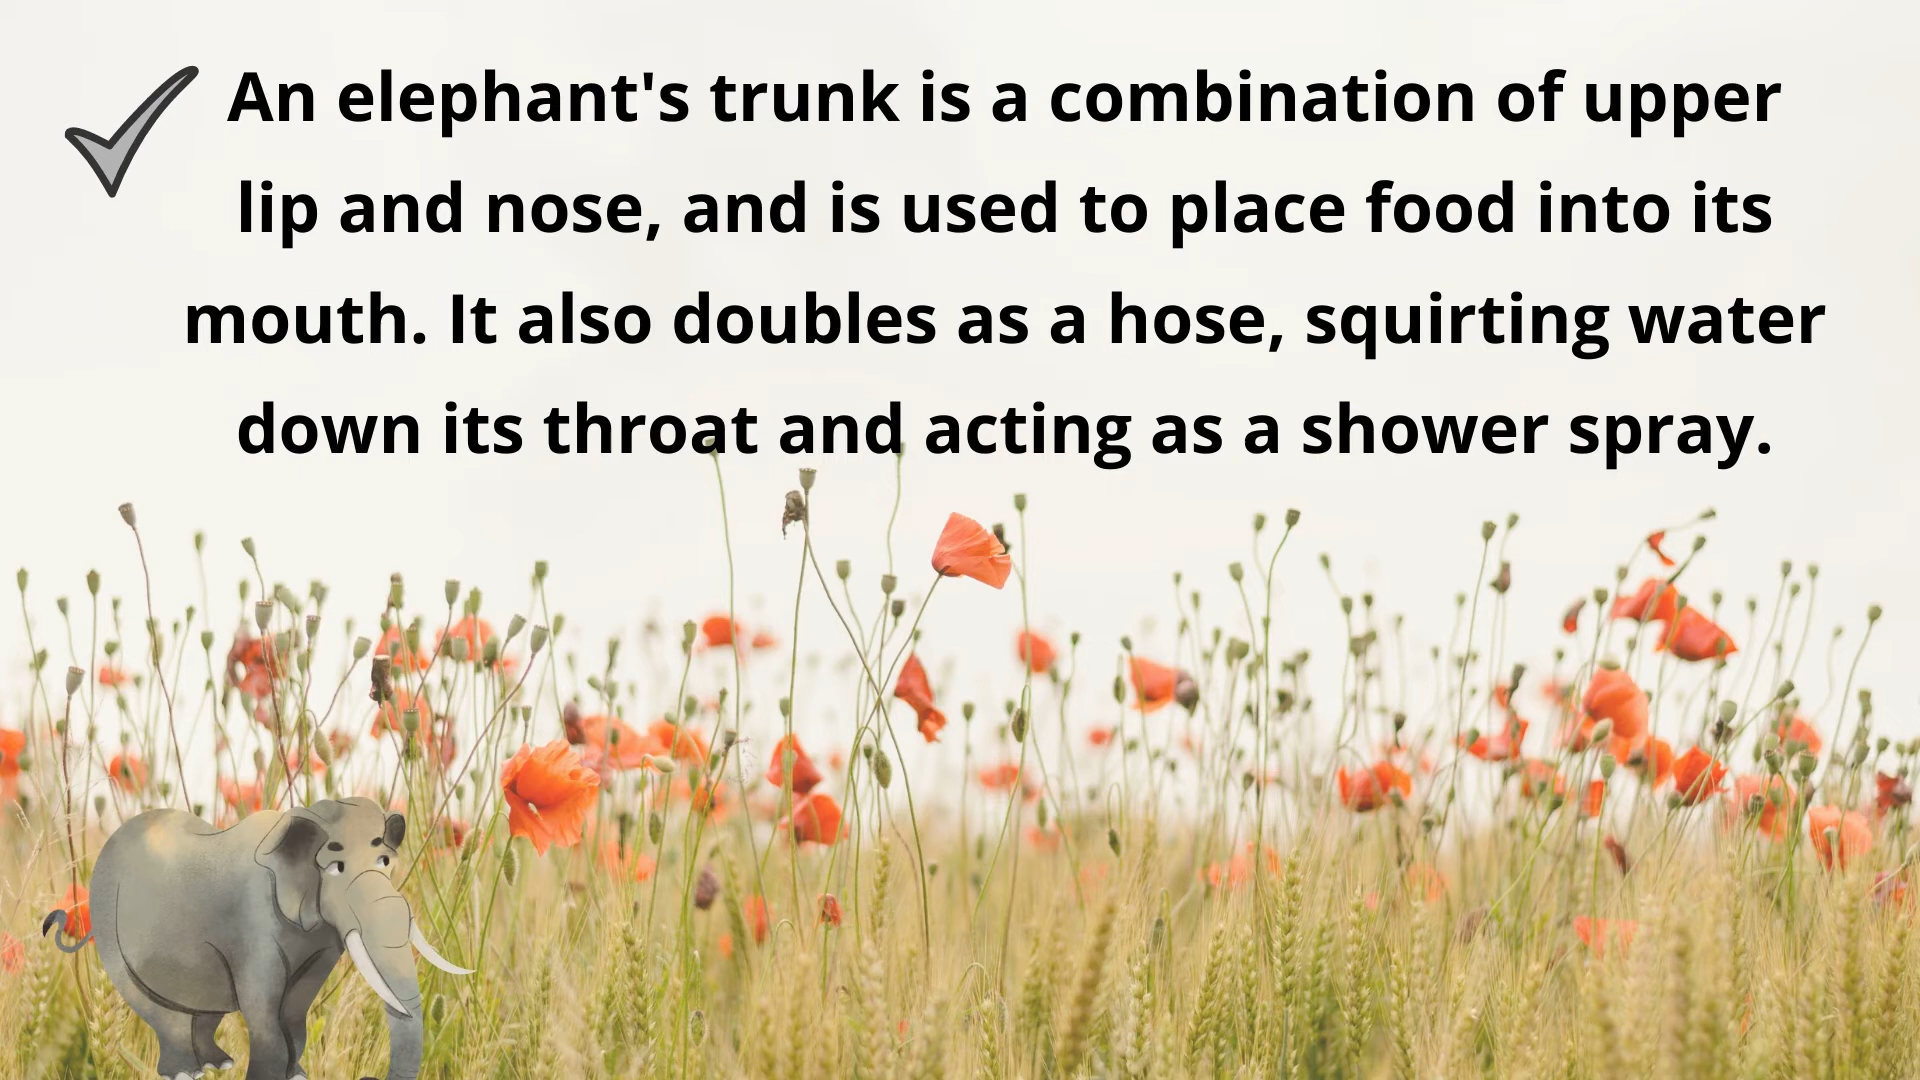 An elephant's trunk is a combination of upper
lip and nose, and is used to place food into its
mouth. It also doubles as a hose, squirting water
down its throat and acting as a shower spray.